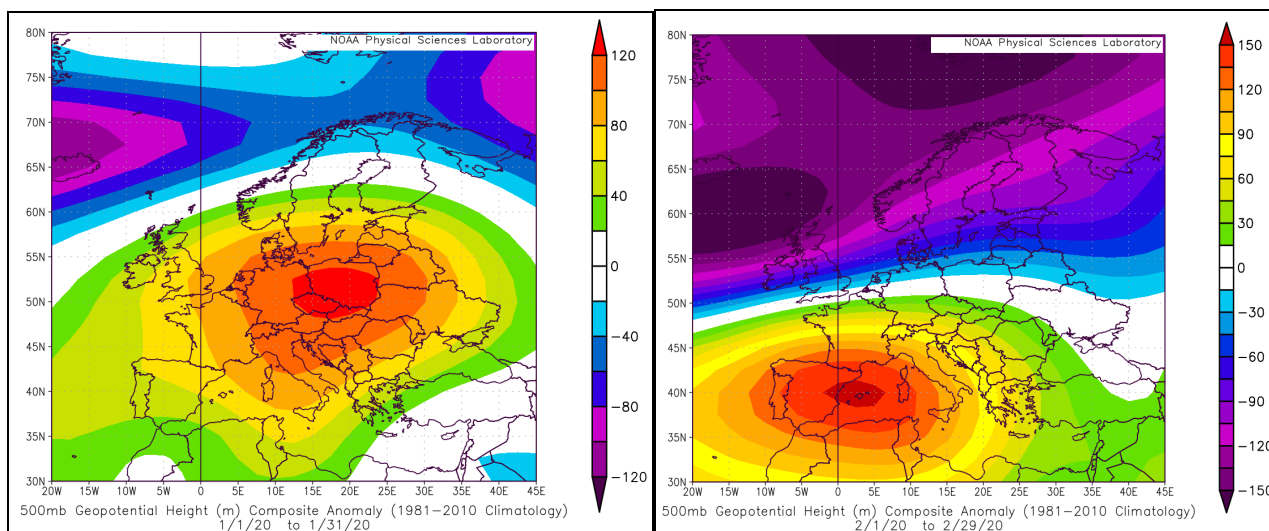 NOAA Physical Sciences Laboratory
80N
75N
70N
65N
60N
55N
50N
45N
40N
35N
30N
20W 15W 10W 5W 0 5E 10E 15E 20E 25E 30E 35E 40E 45E
120
80
40
0
−40
−80
−120
500mb Geopotential Height (m) Composite Anomaly (1981−2010 Climatology)
1/1/20 to 1/31/20
NOAA Physical Sciences Laboratory
80N
75N
70N
65N
60N
55N
50N
45N
40N
35N
30N
20W 15W 10W 5W 0 5E 10E 15E 20E 25E 30E 35E 40E 45E
150
120
90
60
30
0
−30
−60
−90
−120
−150
500mb Geopotential Height (m) Composite Anomaly (1981−2010 Climatology)
2/1/20 to 2/29/20